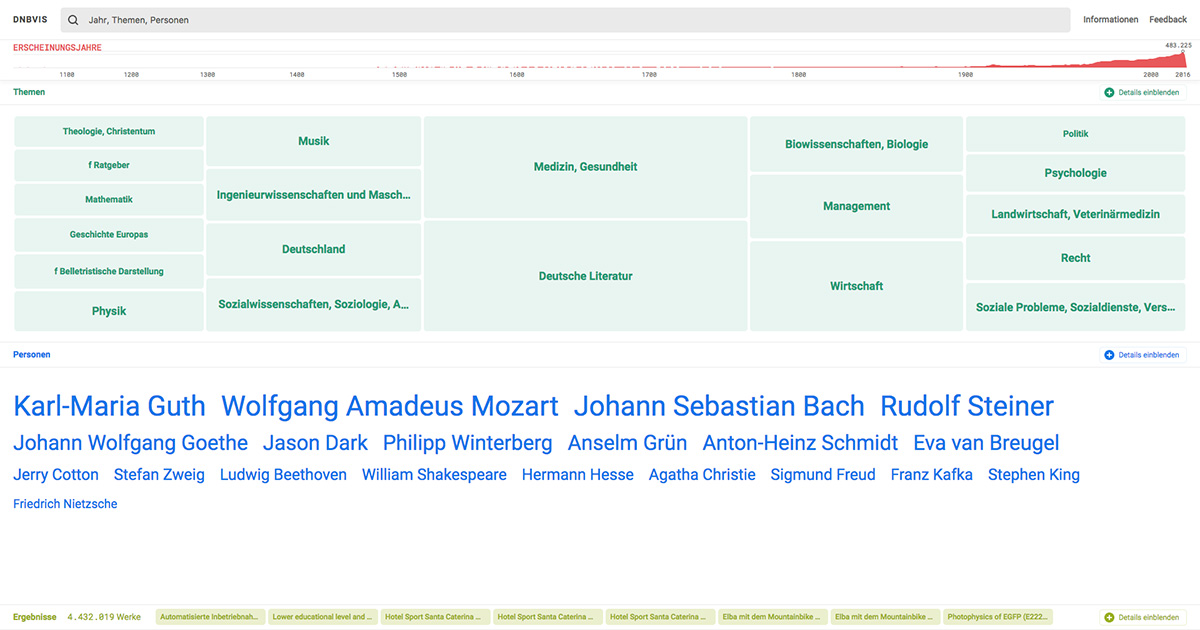 DNBVIS Jahr, Themen, Personen Informationen Feedback
ERSCHEINUNGSJAHRE 483.225
1100 1200 1300 1400 1500 1600 1700 1800 1900 2000 2016
Themen Details einblenden
Theologie, Christentum
f Ratgeber
Mathematik
Geschichte Europas
f Belletristische Darstellung
Physik
Musik
Ingenieurwissenschaften und Masch...
Deutschland
Sozialwissenschaften, Soziologie, A...
Medizin, Gesundheit
Deutsche Literatur
Biowissenschaften, Biologie
Management
Wirtschaft
Politik
Psychologie
Landwirtschaft, Veterinärmedizin
Recht
Soziale Probleme, Sozialdienste, Vers...
Personen Details einblenden
Karl-Maria Guth Wolfgang Amadeus Mozart Johann Sebastian Bach Rudolf Steiner
Johann Wolfgang Goethe Jason Dark Philipp Winterberg Anselm Grün Anton-Heinz Schmidt Eva van Breugel
Jerry Cotton Stefan Zweig Ludwig Beethoven William Shakespeare Hermann Hesse Agatha Christie Sigmund Freud Franz Kafka Stephen King
Friedrich Nietzsche
Ergebnisse 4.432.019 Werke Automatisierte Inbetriebnah... Lower educational level and ... Hotel Sport Santa Caterina ... Hotel Sport Santa Caterina ... Hotel Sport Santa Caterina ... Elba mit dem Mountainbike ... Elba mit dem Mountainbike ... Photophysics of EGFP (E222... Details einblenden